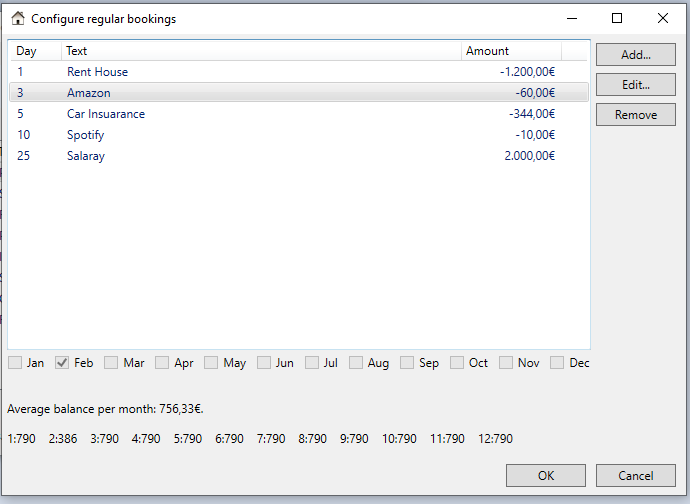 Configure regular bookings
Day Text Amount
Add...
1 Rent House -1.200,00€
3 Amazon -60,00€
Edit...
5 Car Insuarance -344,00€
Remove
10 Spotify -10,00€
25 Salaray 2.000,00€
Jan Feb Mar Apr May Jun Jul Aug Sep Oct Nov Dec
Average balance per month: 756,33€.
1:790 2:386 3:790 4:790 5:790 6:790 7:790 8:790 9:790 10:790 11:790 12:790
OK Cancel